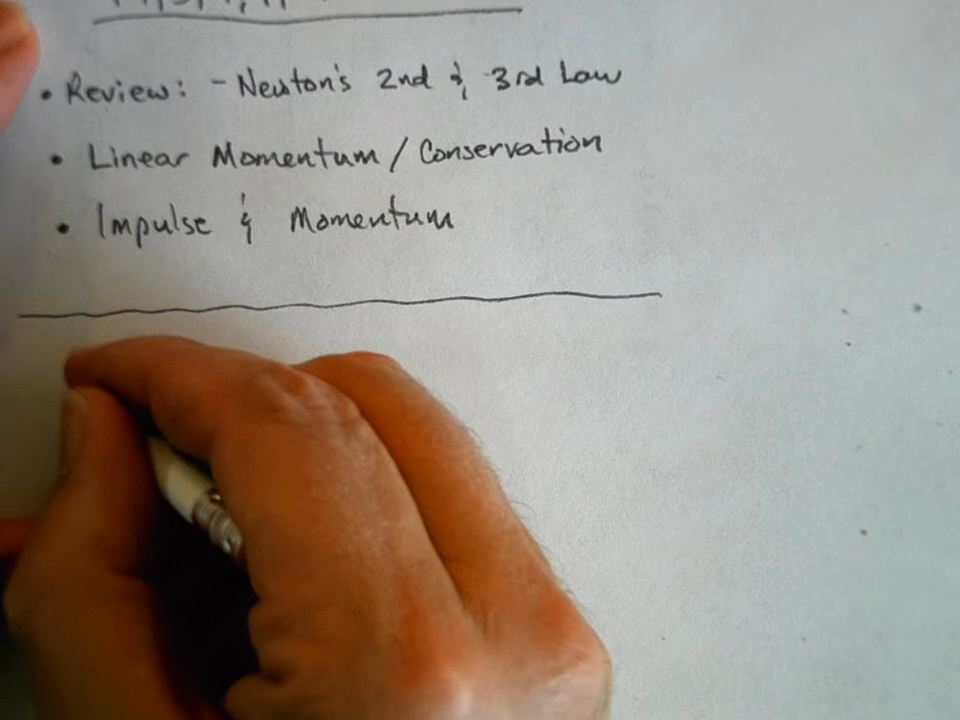 • Review: - Newton's 2nd & 3rd Law
• Linear Momentum / Conservation
• Impulse & Momentum